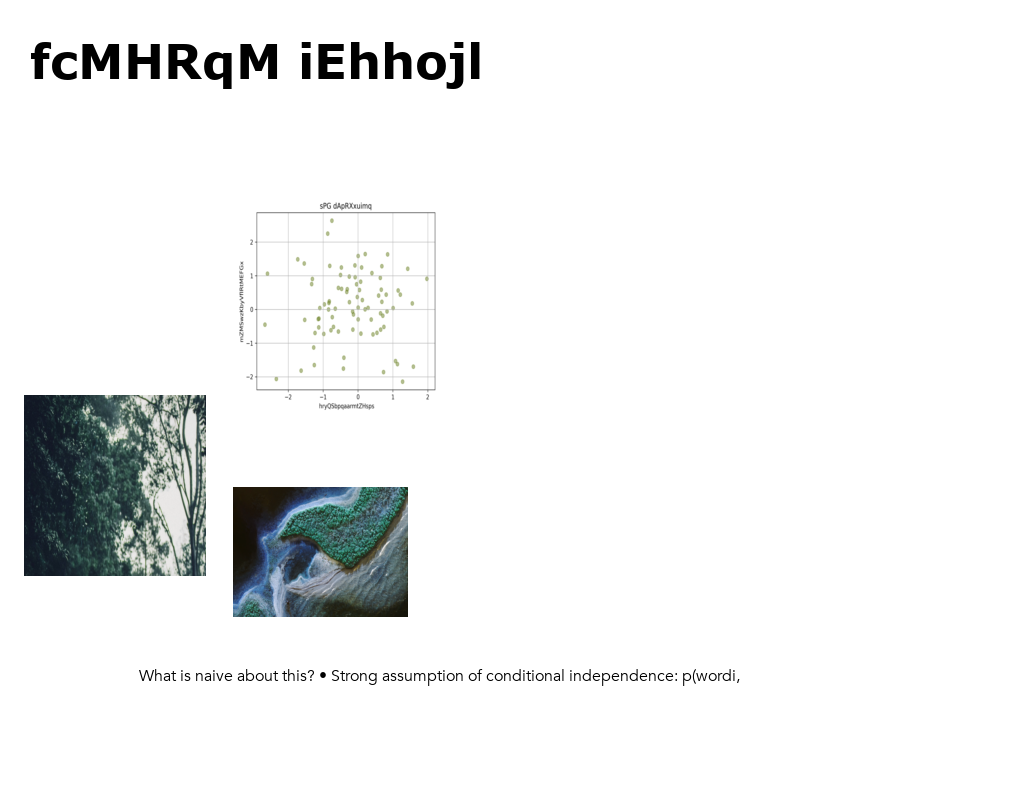 fcMHRqM iEhhojl
sPG dApRXxuimq
2
1
0
−1
−2
−2 −1 0 1 2
hryQSbpqaarmtZHsps
What is naive about this? • Strong assumption of conditional independence: p(wordi,